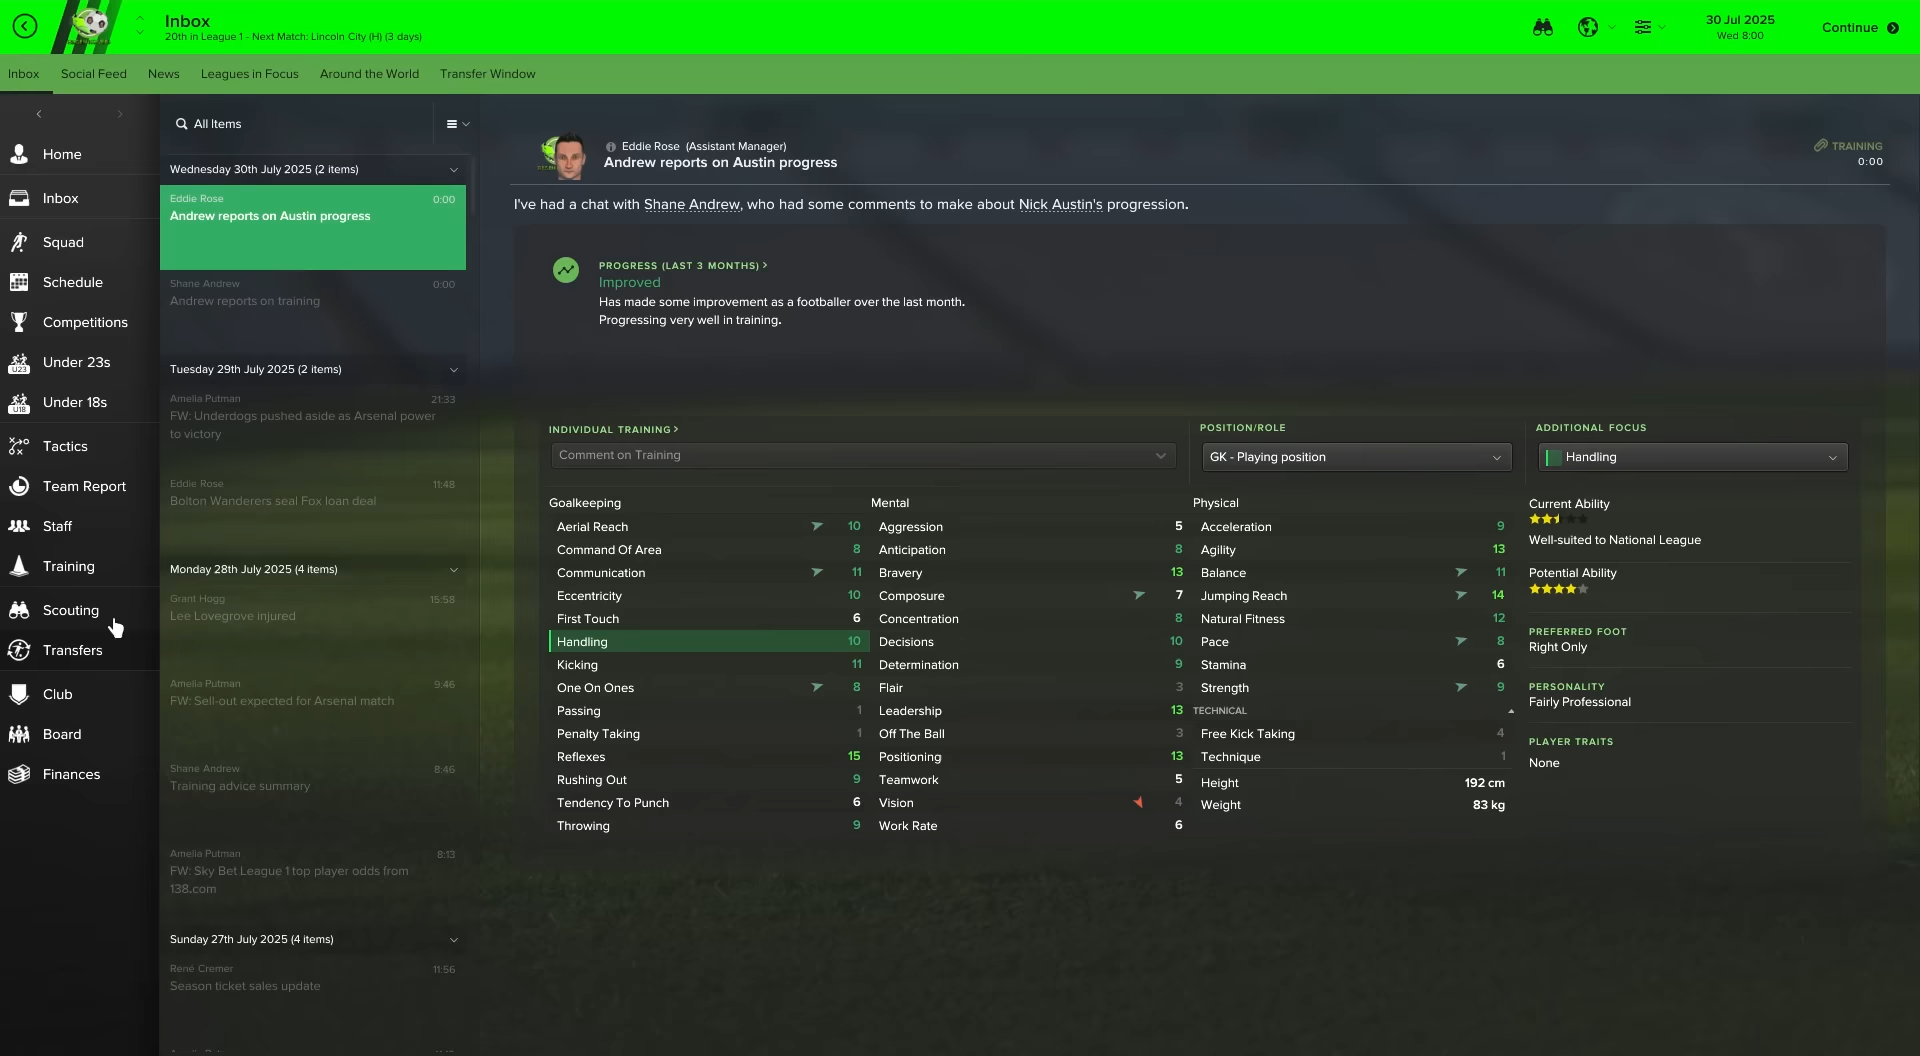 Inbox
20th in League 1 - Next Match: Lincoln City (H) (3 days)
30 Jul 2025
Wed 8:00
Continue
Inbox
Social Feed
News
Leagues in Focus
Around the World
Transfer Window
Home
Inbox
Squad
Schedule
Competitions
U23
Under 23s
U18
Under 18s
Tactics
Team Report
Staff
Training
Scouting
Transfers
Club
Board
Finances
All Items
Wednesday 30th July 2025 (2 items)
Eddie Rose 0:00
Andrew reports on Austin progress
Shane Andrew 0:00
Andrew reports on training
Tuesday 29th July 2025 (2 items)
Amelia Putman 21:33
FW: Underdogs pushed aside as Arsenal power
to victory
Eddie Rose 11:48
Bolton Wanderers seal Fox loan deal
Monday 28th July 2025 (4 items)
Grant Hogg 15:58
Lee Lovegrove injured
Amelia Putman 9:46
FW: Sell-out expected for Arsenal match
Shane Andrew 8:46
Training advice summary
Amelia Putman 8:13
FW: Sky Bet League 1 top player odds from
138.com
Sunday 27th July 2025 (4 items)
René Cremer 11:56
Season ticket sales update
Eddie Rose (Assistant Manager)
Andrew reports on Austin progress
TRAINING
0:00
I've had a chat with Shane Andrew, who had some comments to make about Nick Austin's progression.
PROGRESS (LAST 3 MONTHS) >
Improved
Has made some improvement as a footballer over the last month.
Progressing very well in training.
INDIVIDUAL TRAINING >
Comment on Training
POSITION/ROLE
GK - Playing position
ADDITIONAL FOCUS
Handling
Goalkeeping
Aerial Reach 10
Command Of Area 8
Communication 11
Eccentricity 10
First Touch 6
Handling 10
Kicking 11
One On Ones 8
Passing 1
Penalty Taking 1
Reflexes 15
Rushing Out 9
Tendency To Punch 6
Throwing 9
Mental
Aggression 5
Anticipation 8
Bravery 13
Composure 7
Concentration 8
Decisions 10
Determination 9
Flair 3
Leadership 13
Off The Ball 3
Positioning 13
Teamwork 5
Vision 4
Work Rate 6
Physical
Acceleration 9
Agility 13
Balance 11
Jumping Reach 14
Natural Fitness 12
Pace 8
Stamina 6
Strength 9
TECHNICAL
Free Kick Taking 4
Technique 1
Height 192 cm
Weight 83 kg
Current Ability
Well-suited to National League
Potential Ability
PREFERRED FOOT
Right Only
PERSONALITY
Fairly Professional
PLAYER TRAITS
None